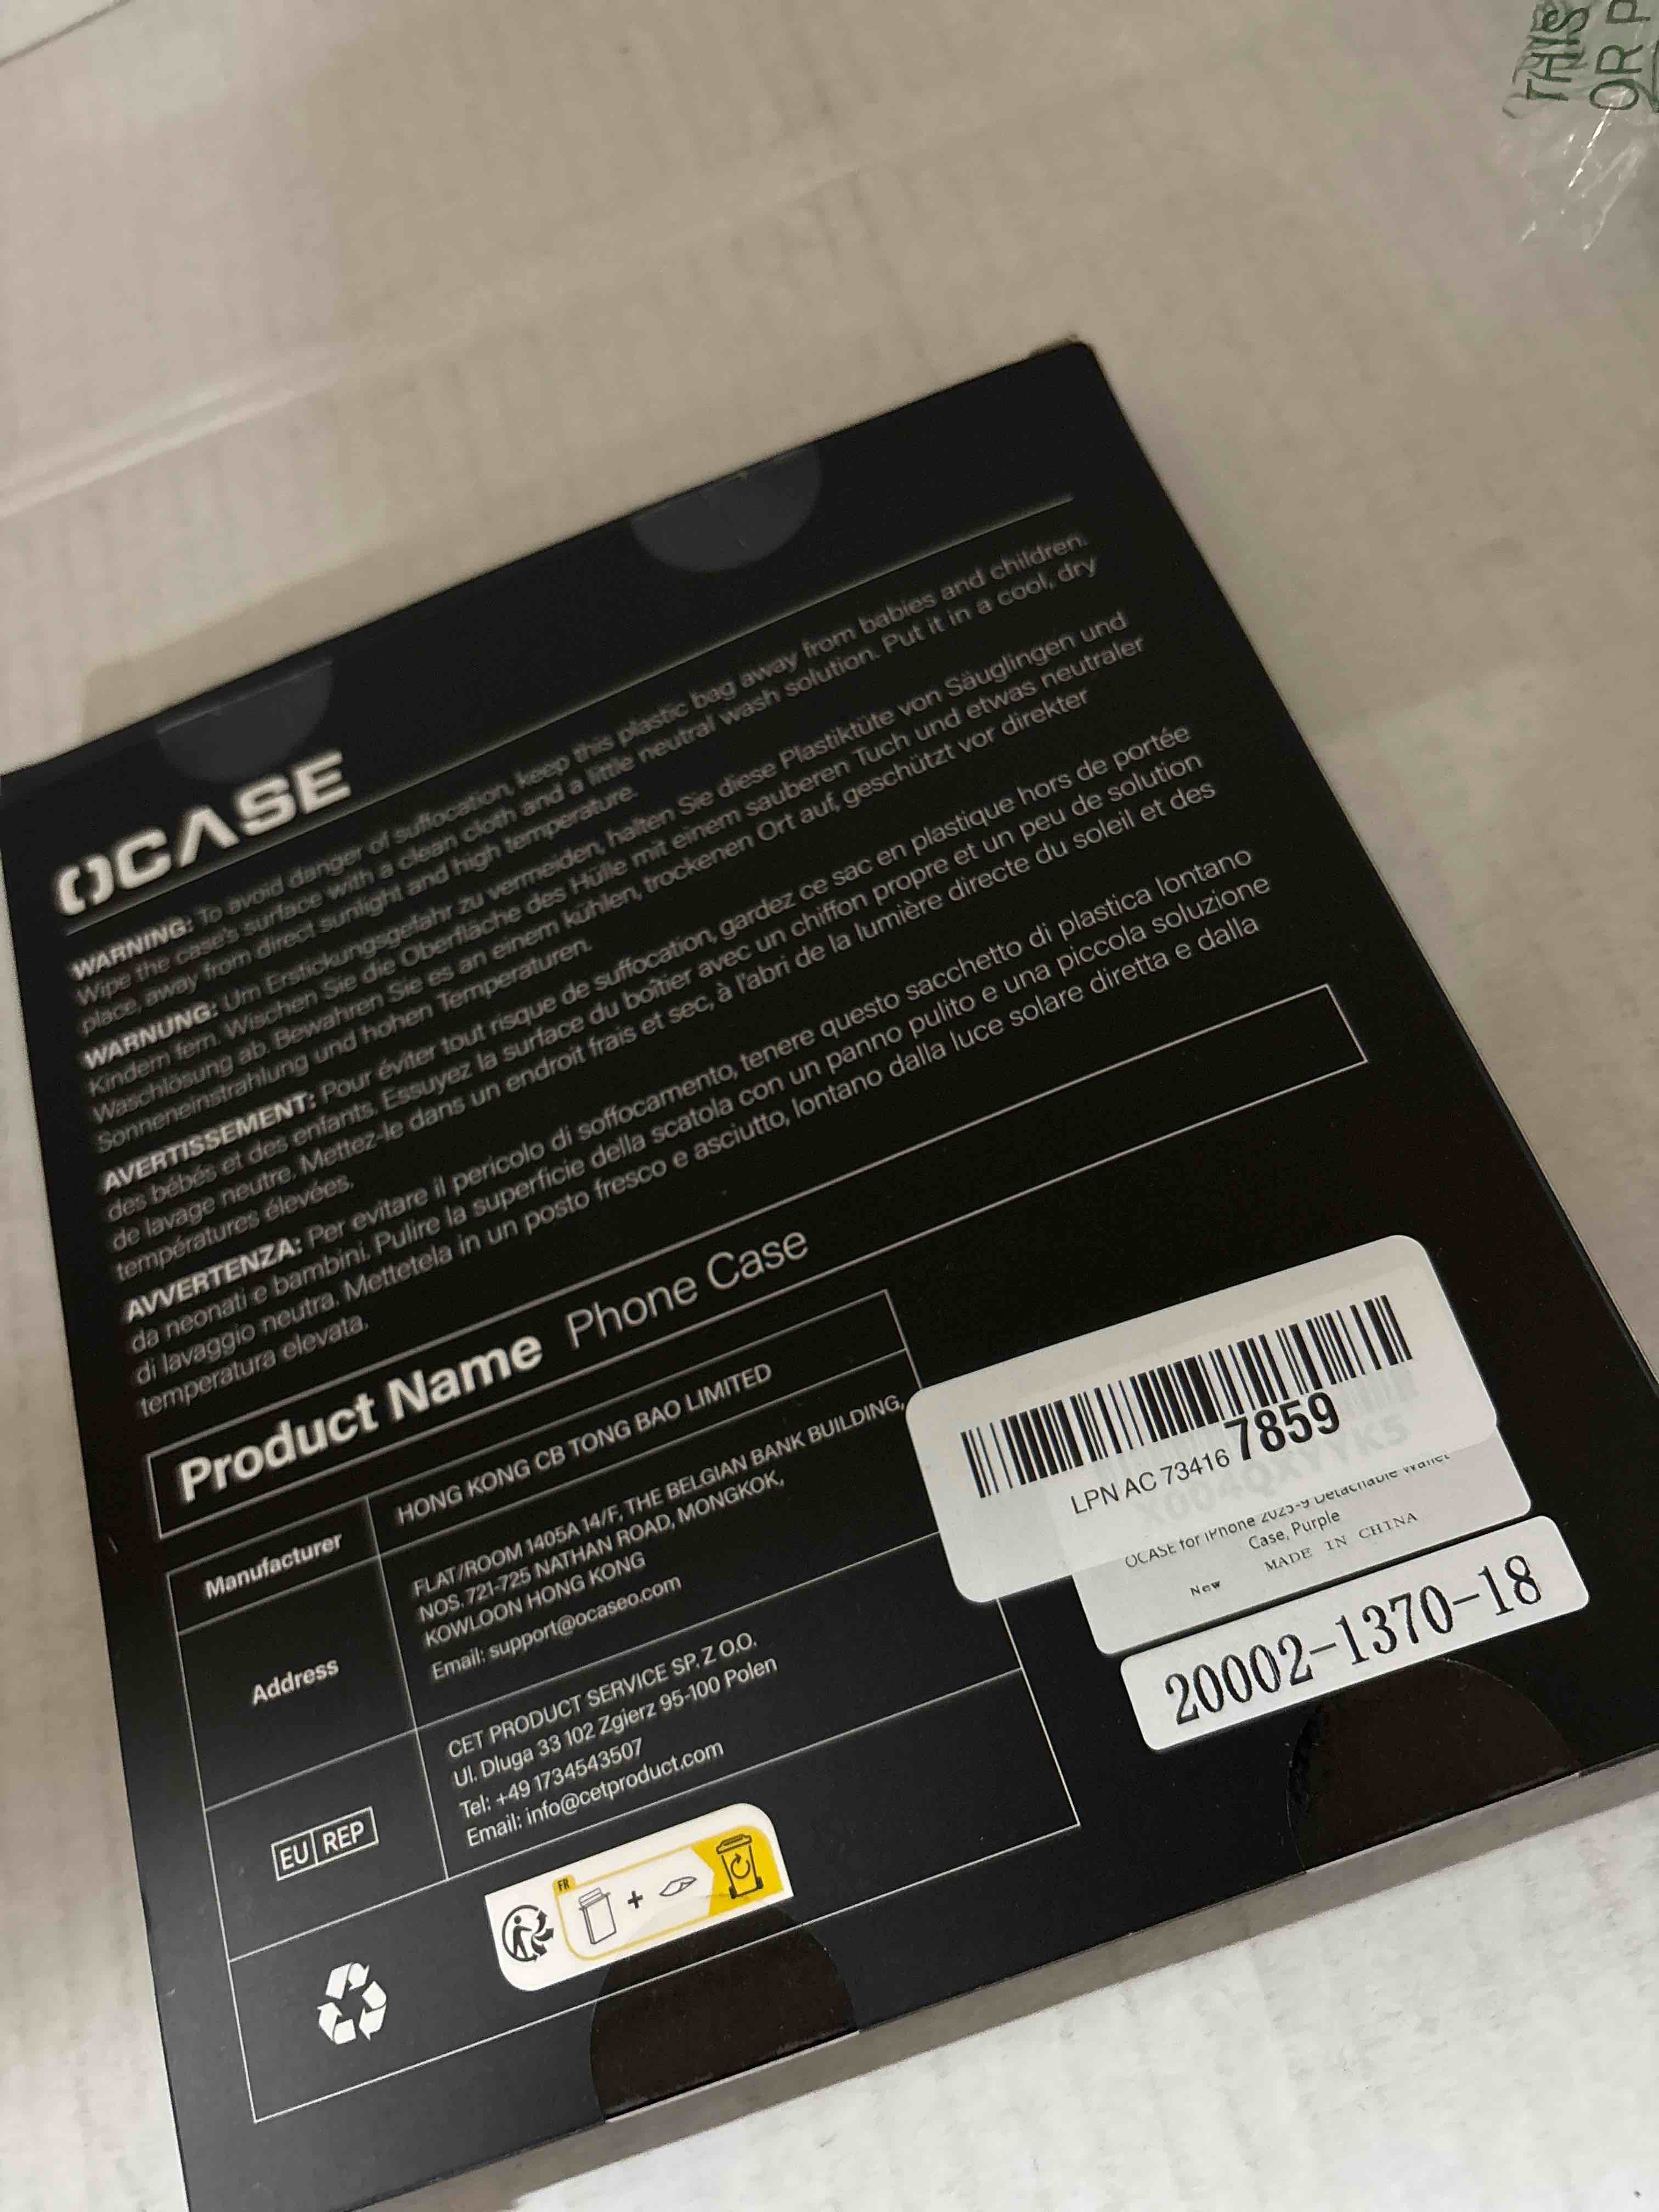 THIS
OR P
OCASE
WARNING: To avoid danger of suffocation, keep this plastic bag away from babies and children.
Wipe the case's surface with a clean cloth and a little neutral wash solution. Put it in a cool, dry
place, away from direct sunlight and high temperature.
WARNUNG: Um Erstickungsgefahr zu vermeiden, halten Sie diese Plastiktüte von Säuglingen und
Kindern fern. Wischen Sie die Oberfläche des Hülle mit einem sauberen Tuch und etwas neutraler
Waschlösung ab. Bewahren Sie es an einem kühlen, trockenen Ort auf, geschützt vor direkter
Sonneneinstrahlung und hohen Temperaturen.
AVERTISSEMENT: Pour éviter tout risque de suffocation, gardez ce sac en plastique hors de portée
des bébés et des enfants. Essuyez la surface du boîtier avec un chiffon propre et un peu de solution
de lavage neutre. Mettez-le dans un endroit frais et sec, à l'abri de la lumière directe du soleil et des
températures élevées.
AVVERTENZA: Per evitare il pericolo di soffocamento, tenere questo sacchetto di plastica lontano
da neonati e bambini. Pulire la superficie della scatola con un panno pulito e una piccola soluzione
di lavaggio neutra. Mettetela in un posto fresco e asciutto, lontano dalla luce solare diretta e dalla
temperatura elevata.
Product Name Phone Case
Manufacturer HONG KONG CB TONG BAO LIMITED
Address
FLAT/ROOM 1405A 14/F, THE BELGIAN BANK BUILDING,
NOS. 721-725 NATHAN ROAD, MONGKOK,
KOWLOON HONG KONG
Email: support@ocaseo.com
EU REP
CET PRODUCT SERVICE SP. Z O.O.
Ul. Dluga 33 102 Zgierz 95-100 Polen
Tel: +49 1734543507
Email: info@cetproduct.com
FR
+
LPN AC 73416 7859
X004QXYYK5
OCASE for iPhone 2025-9 Detachable Wallet
Case, Purple
New MADE IN CHINA
20002-1370-18